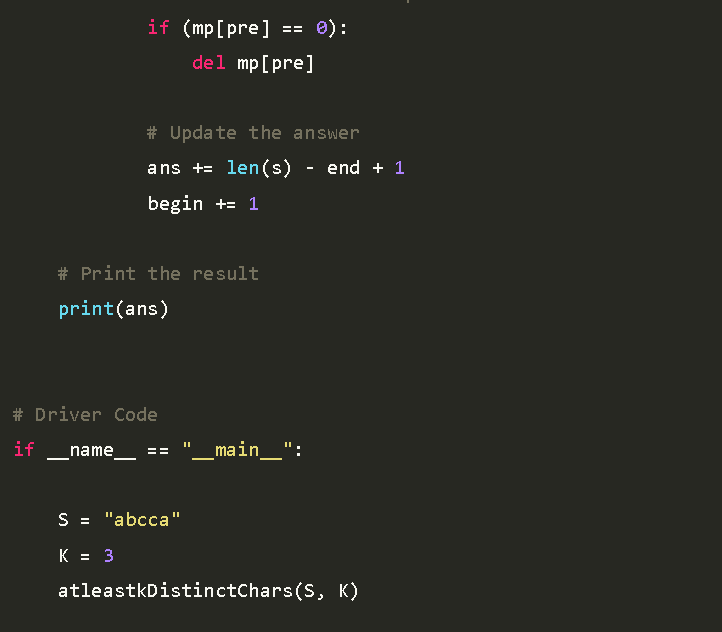 if (mp[pre] == 0):
del mp[pre]
# Update the answer
ans += len(s) - end + 1
begin += 1
# Print the result
print(ans)
# Driver Code
if __name__ == "__main__":
S = "abcca"
K = 3
atleastkDistinctChars(S, K)